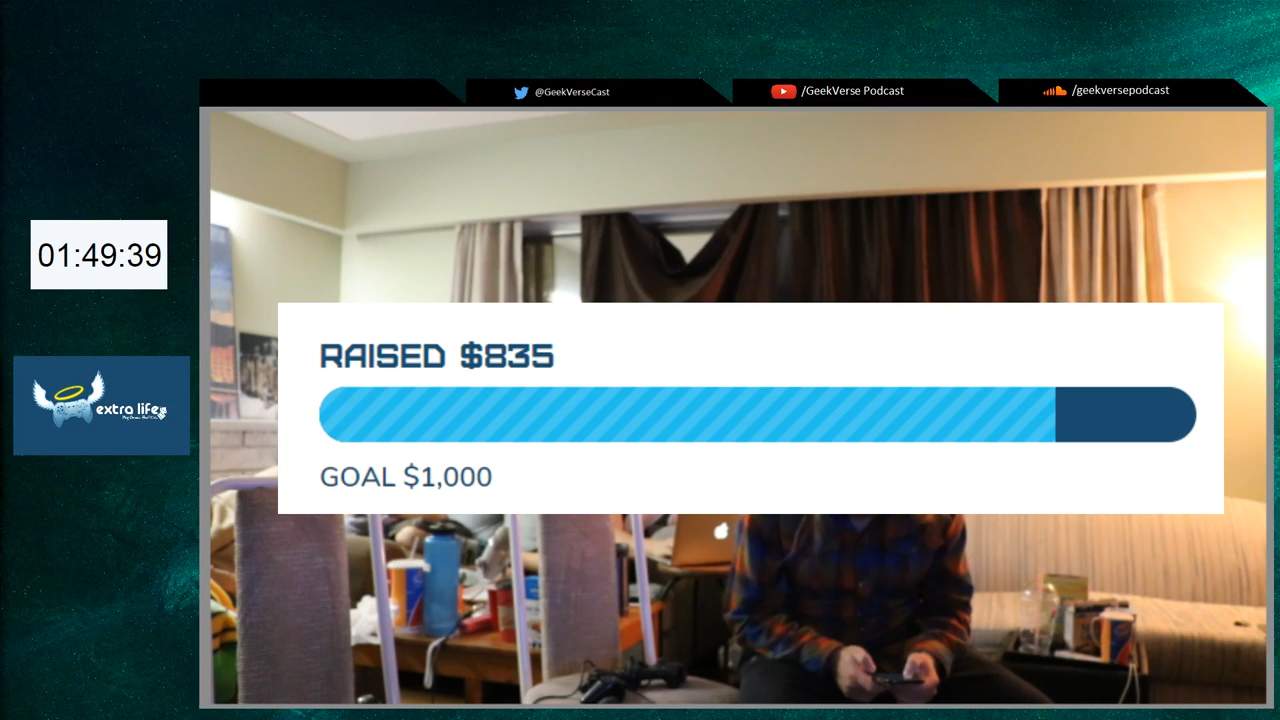 @GeekVerseCast
/GeekVerse Podcast
/geekversepodcast
01:49:39
RAISED $835
GOAL $1,000
extra life